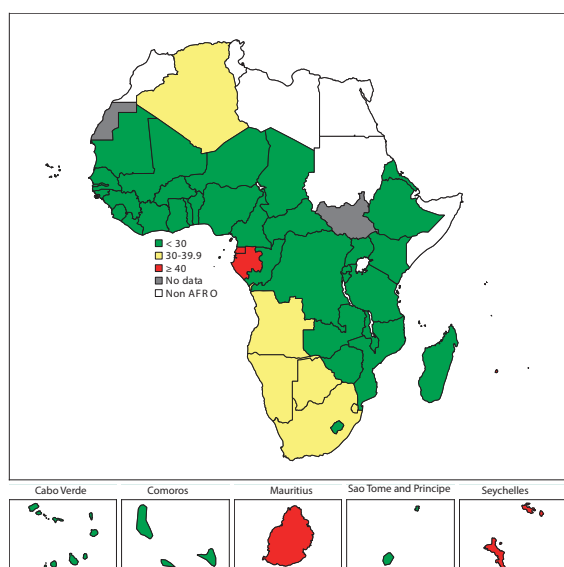 < 30
30-39.9
≥ 40
No data
Non AFRO
Cabo Verde
Comoros
Mauritius
Sao Tome and Principe
Seychelles